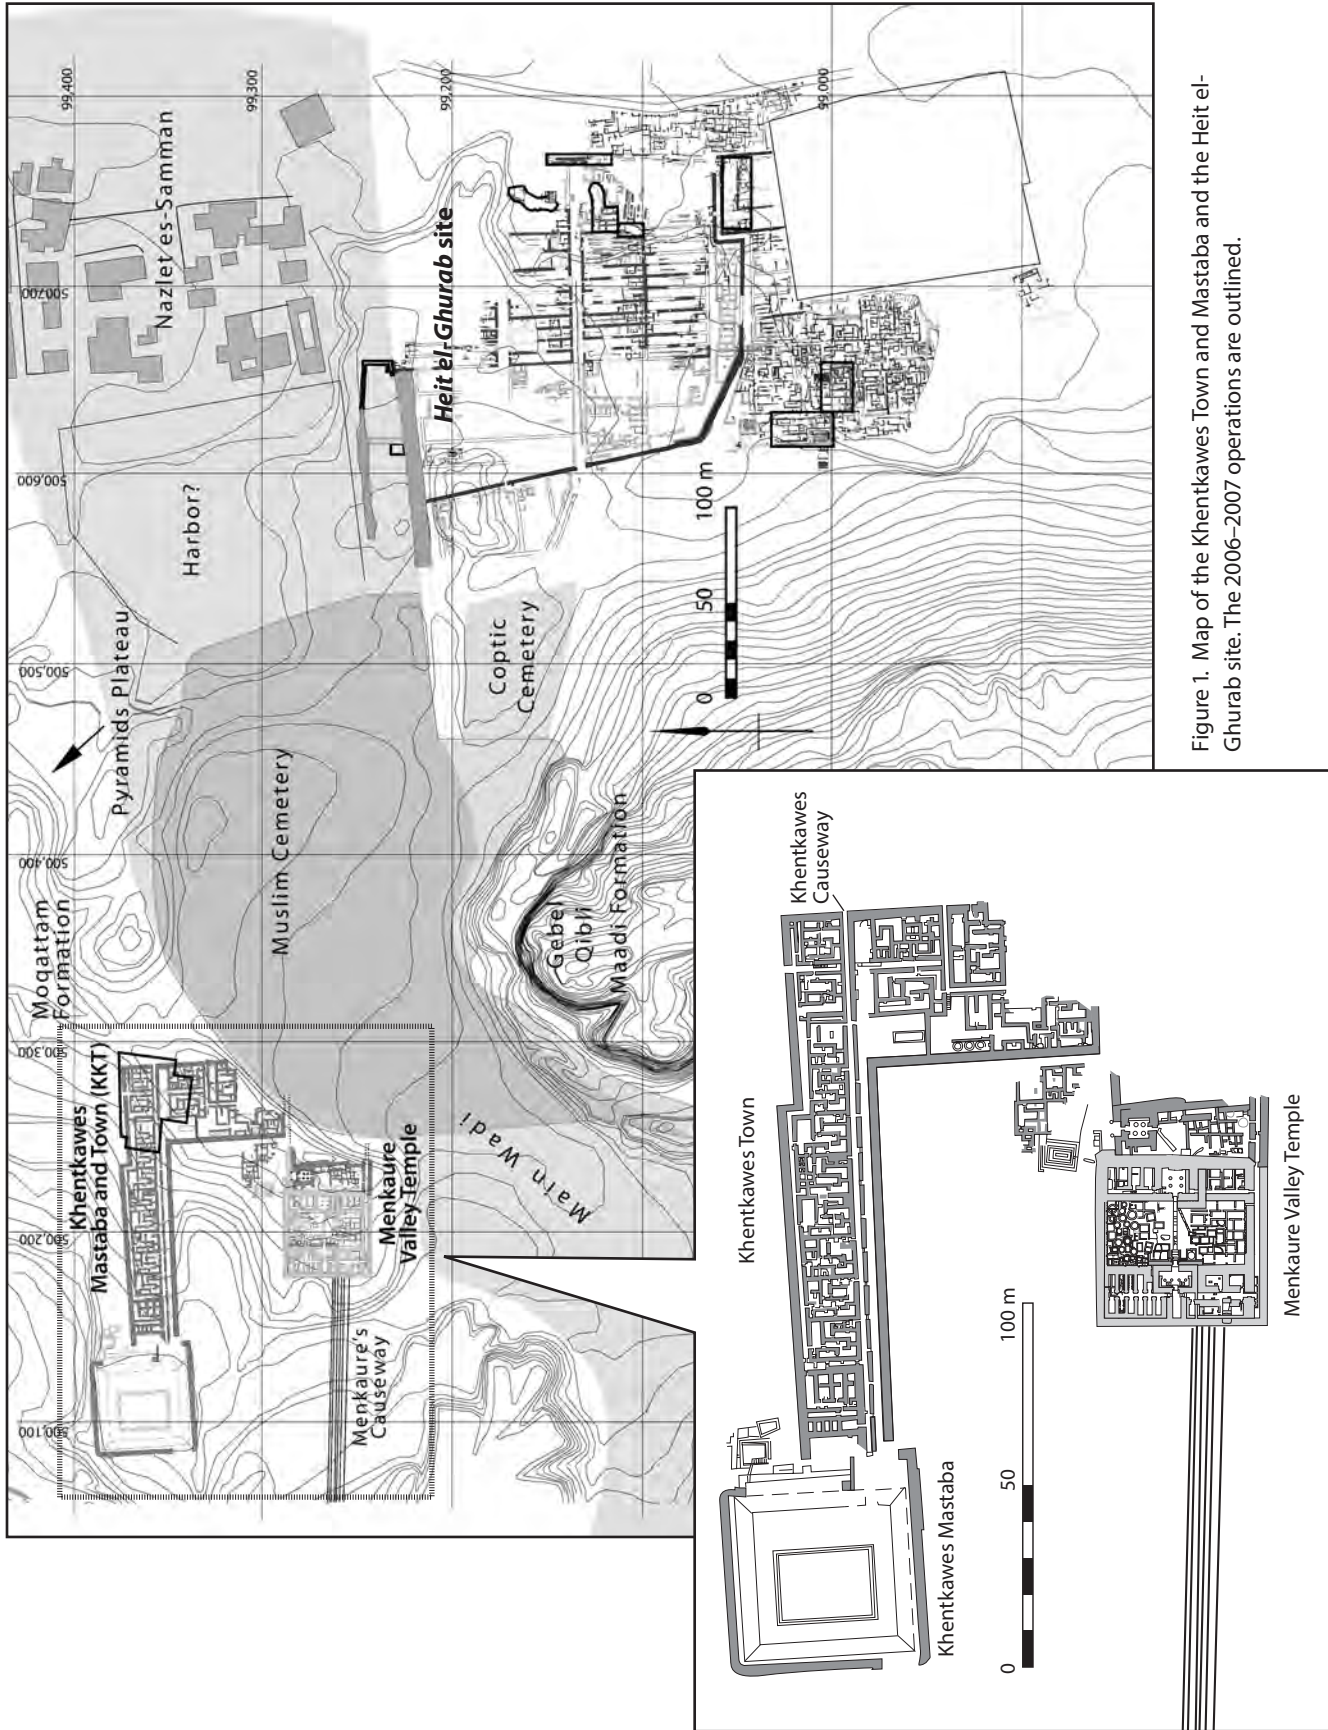 99,400
99,300
99,200
99,000
Nazlet es-Samman
500,700
Heit el-Ghurab site
Harbor?
500,600
Pyramids Plateau
500,500
Coptic
Cemetery
0
50
100 m
Muslim Cemetery
500,400
Moqattam
Formation
Gebel
Qibli
Maadi Formation
500,300
Khentkawes
Mastaba and Town (KKT)
Main Wadi
Menkaure
Valley Temple
500,200
Menkaure's
Causeway
500,100
Khentkawes
Causeway
Khentkawes Town
Khentkawes Mastaba
0
50
100 m
Menkaure Valley Temple
Figure 1. Map of the Khentkawes Town and Mastaba and the Heit el-
Ghurab site. The 2006–2007 operations are outlined.